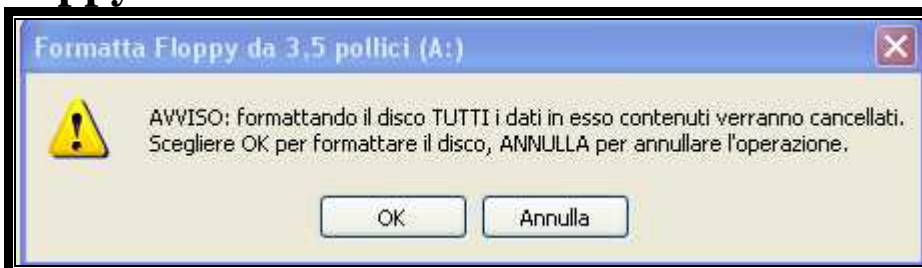 Formatta Floppy da 3,5 pollici (A:)
AVVISO: formattando il disco TUTTI i dati in esso contenuti verranno cancellati.
Scegliere OK per formattare il disco, ANNULLA per annullare l'operazione.
OK Annulla